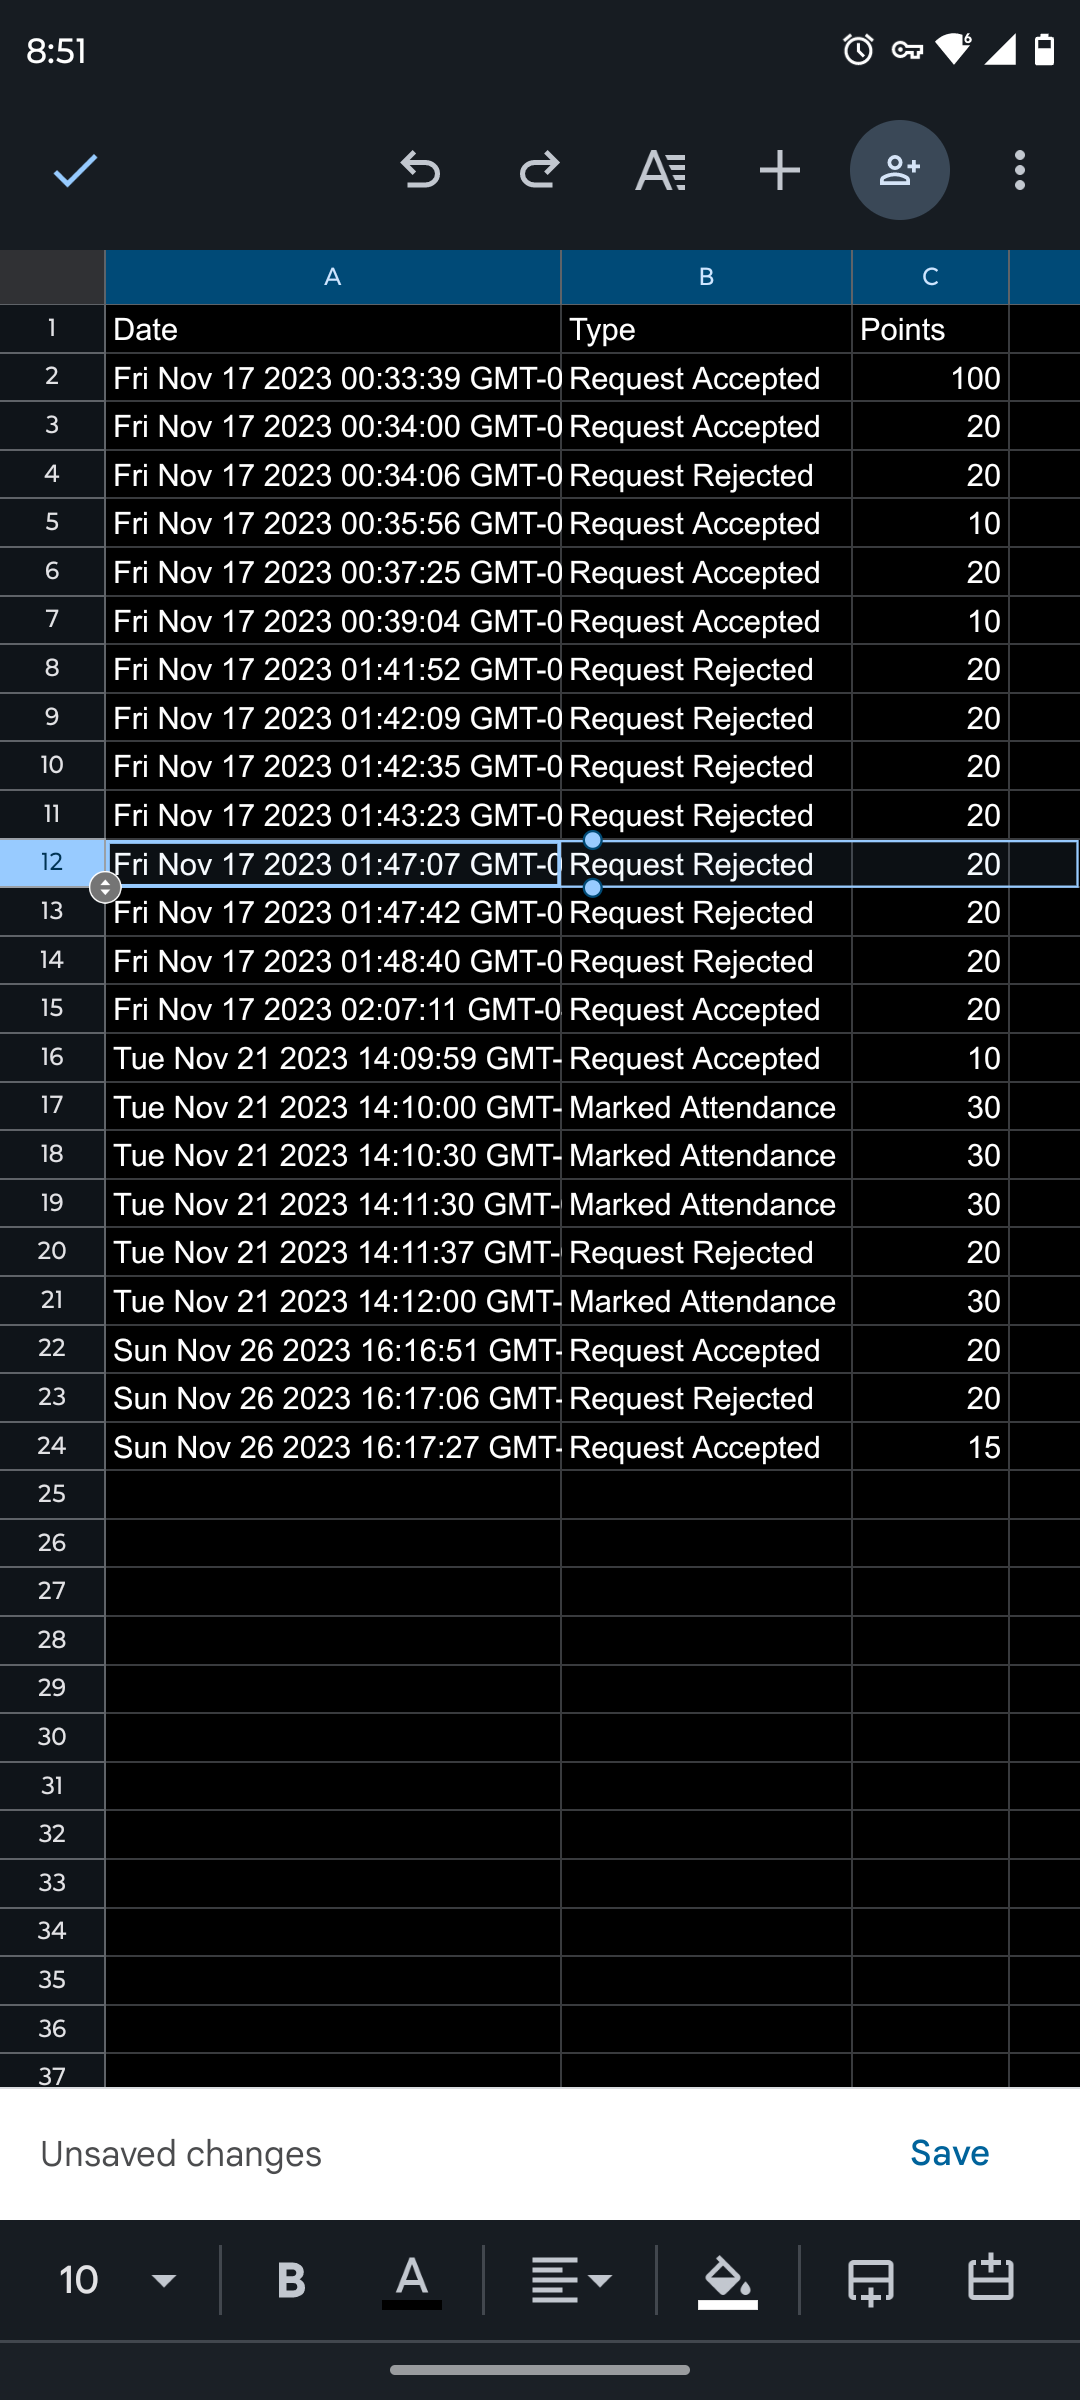 8:51
6
A B C
1 Date Type Points
2 Fri Nov 17 2023 00:33:39 GMT-0 Request Accepted 100
3 Fri Nov 17 2023 00:34:00 GMT-0 Request Accepted 20
4 Fri Nov 17 2023 00:34:06 GMT-0 Request Rejected 20
5 Fri Nov 17 2023 00:35:56 GMT-0 Request Accepted 10
6 Fri Nov 17 2023 00:37:25 GMT-0 Request Accepted 20
7 Fri Nov 17 2023 00:39:04 GMT-0 Request Accepted 10
8 Fri Nov 17 2023 01:41:52 GMT-0 Request Rejected 20
9 Fri Nov 17 2023 01:42:09 GMT-0 Request Rejected 20
10 Fri Nov 17 2023 01:42:35 GMT-0 Request Rejected 20
11 Fri Nov 17 2023 01:43:23 GMT-0 Request Rejected 20
12 Fri Nov 17 2023 01:47:07 GMT-0 Request Rejected 20
13 Fri Nov 17 2023 01:47:42 GMT-0 Request Rejected 20
14 Fri Nov 17 2023 01:48:40 GMT-0 Request Rejected 20
15 Fri Nov 17 2023 02:07:11 GMT-0 Request Accepted 20
16 Tue Nov 21 2023 14:09:59 GMT- Request Accepted 10
17 Tue Nov 21 2023 14:10:00 GMT- Marked Attendance 30
18 Tue Nov 21 2023 14:10:30 GMT- Marked Attendance 30
19 Tue Nov 21 2023 14:11:30 GMT- Marked Attendance 30
20 Tue Nov 21 2023 14:11:37 GMT- Request Rejected 20
21 Tue Nov 21 2023 14:12:00 GMT- Marked Attendance 30
22 Sun Nov 26 2023 16:16:51 GMT- Request Accepted 20
23 Sun Nov 26 2023 16:17:06 GMT- Request Rejected 20
24 Sun Nov 26 2023 16:17:27 GMT- Request Accepted 15
25
26
27
28
29
30
31
32
33
34
35
36
37
Unsaved changes Save
10 B A